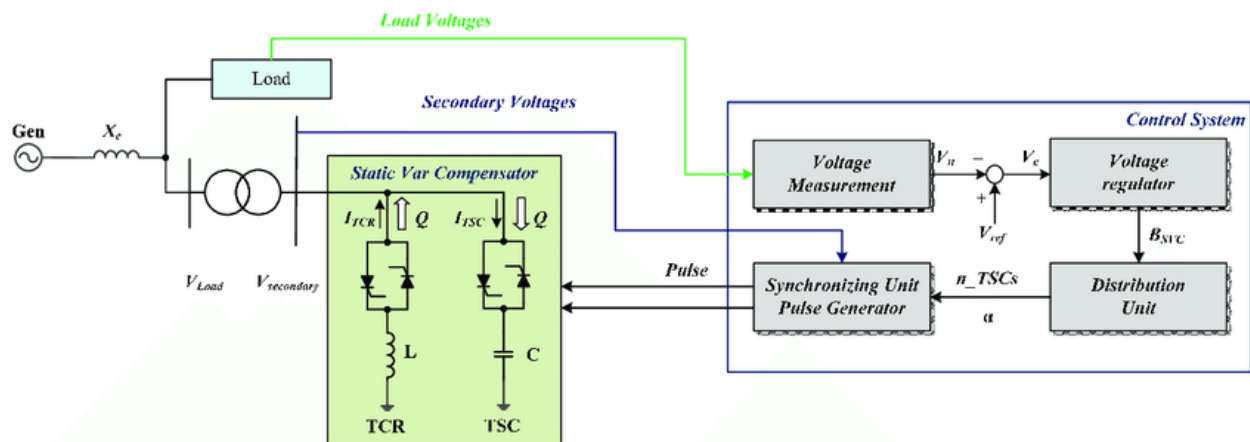 Load Voltages
Load
Secondary Voltages
Control System
Gen
X_e
Voltage
Measurement
V_n
−
+
V_e
V_ref
Voltage
regulator
Static Var Compensator
I_TCR
Q
I_TSC
Q
B_SVC
V_Load
V_secondary
Pulse
Synchronizing Unit
Pulse Generator
n_TSCs
α
Distribution
Unit
L
C
TCR
TSC